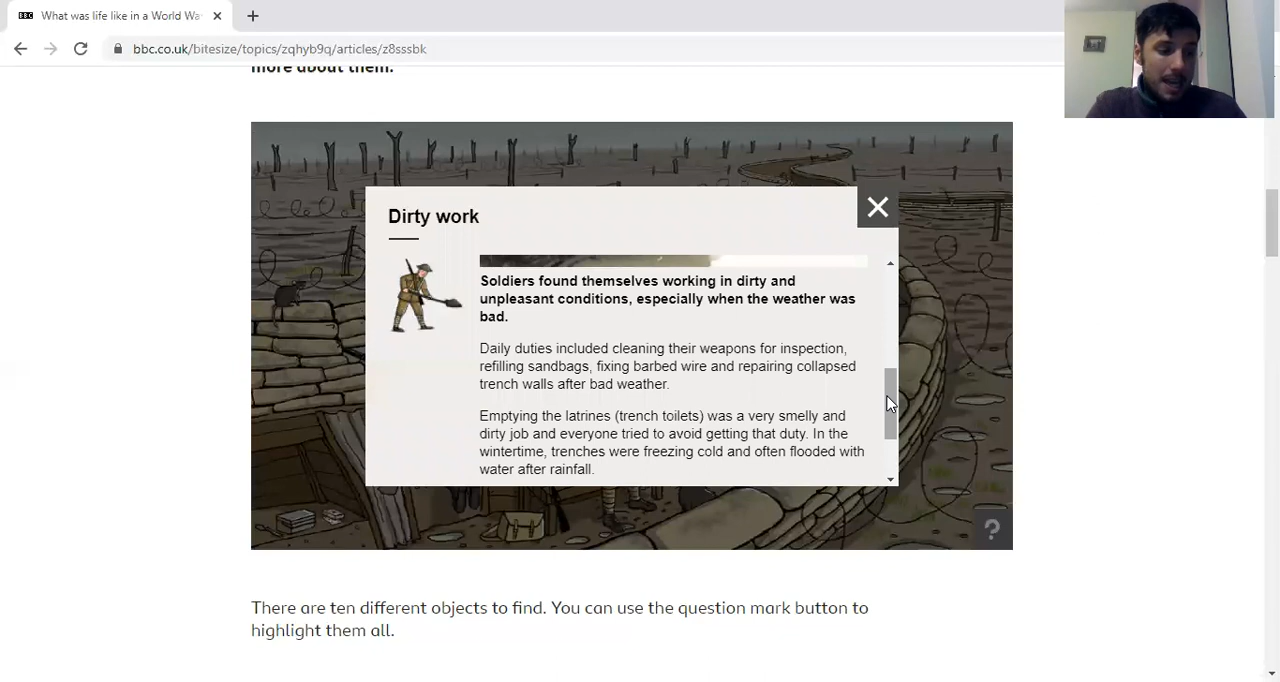 BBC What was life like in a World Wa
bbc.co.uk/bitesize/topics/zqhyb9q/articles/z8sssbk
more about them.
Dirty work
Soldiers found themselves working in dirty and
unpleasant conditions, especially when the weather was
bad.
Daily duties included cleaning their weapons for inspection,
refilling sandbags, fixing barbed wire and repairing collapsed
trench walls after bad weather.
Emptying the latrines (trench toilets) was a very smelly and
dirty job and everyone tried to avoid getting that duty. In the
wintertime, trenches were freezing cold and often flooded with
water after rainfall.
?
There are ten different objects to find. You can use the question mark button to
highlight them all.